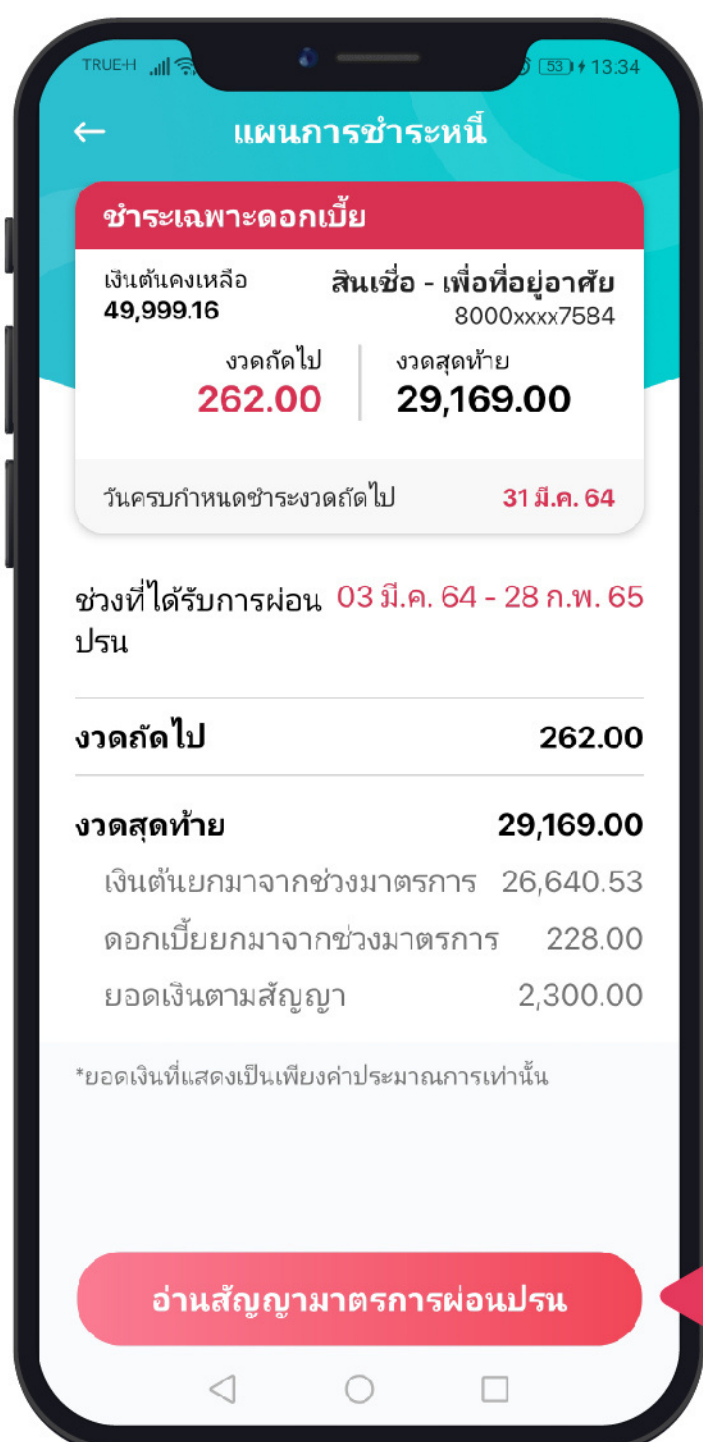 TRUE-H 53 13.34
แผนการชำระหนี้
ชำระเฉพาะดอกเบี้ย
เงินต้นคงเหลือ สินเชื่อ - เพื่อที่อยู่อาศัย
49,999.16 8000xxxx7584
งวดถัดไป งวดสุดท้าย
262.00 29,169.00
วันครบกำหนดชำระงวดถัดไป 31 มี.ค. 64
ช่วงที่ได้รับการผ่อน 03 มี.ค. 64 - 28 ก.พ. 65
ปรน
งวดถัดไป 262.00
งวดสุดท้าย 29,169.00
เงินต้นยกมาจากช่วงมาตรการ 26,640.53
ดอกเบี้ยยกมาจากช่วงมาตรการ 228.00
ยอดเงินตามสัญญา 2,300.00
*ยอดเงินที่แสดงเป็นเพียงค่าประมาณการเท่านั้น
อ่านสัญญามาตรการผ่อนปรน